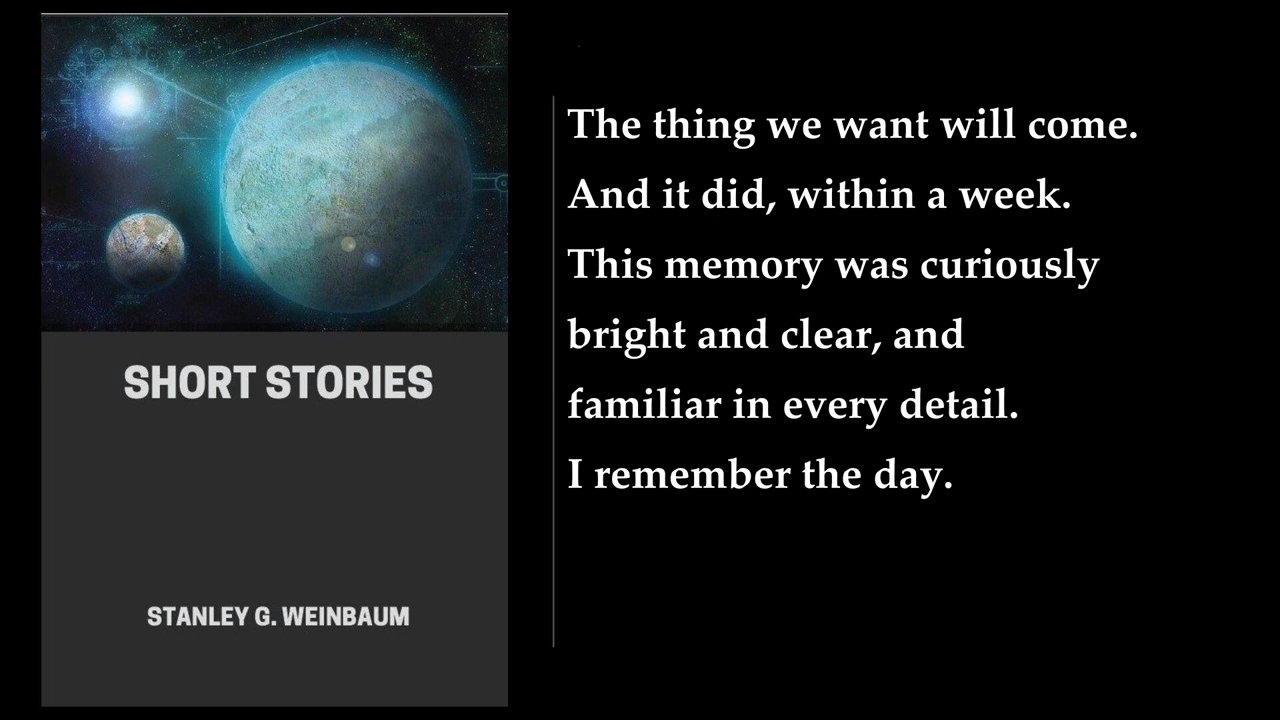 SHORT STORIES
STANLEY G. WEINBAUM
The thing we want will come.
And it did, within a week.
This memory was curiously
bright and clear, and
familiar in every detail.
I remember the day.